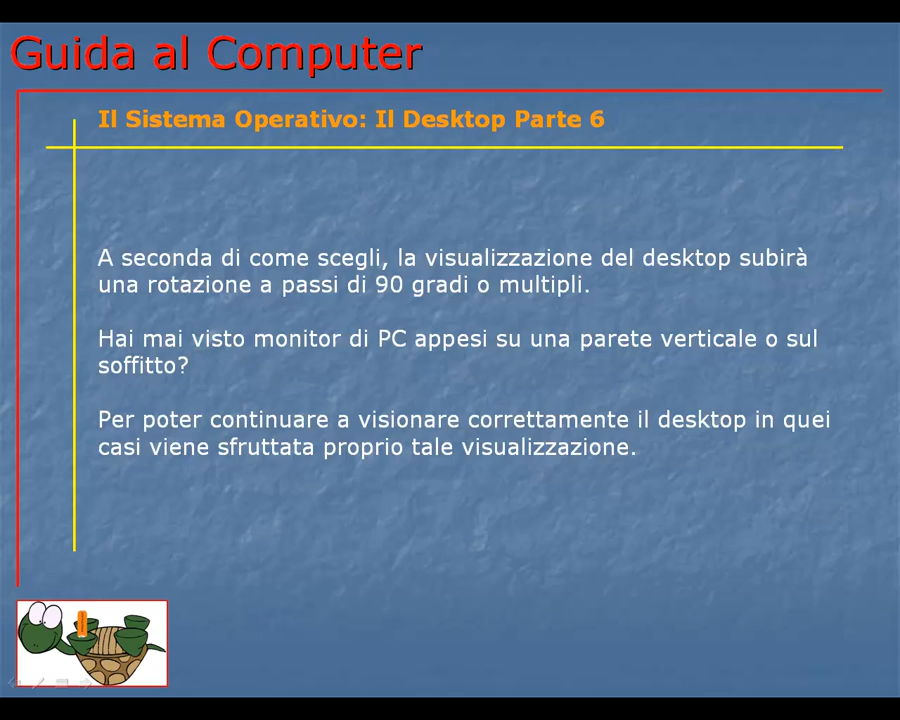 Guida al Computer
Il Sistema Operativo: Il Desktop Parte 6
A seconda di come scegli, la visualizzazione del desktop subirà
una rotazione a passi di 90 gradi o multipli.
Hai mai visto monitor di PC appesi su una parete verticale o sul
soffitto?
Per poter continuare a visionare correttamente il desktop in quei
casi viene sfruttata proprio tale visualizzazione.